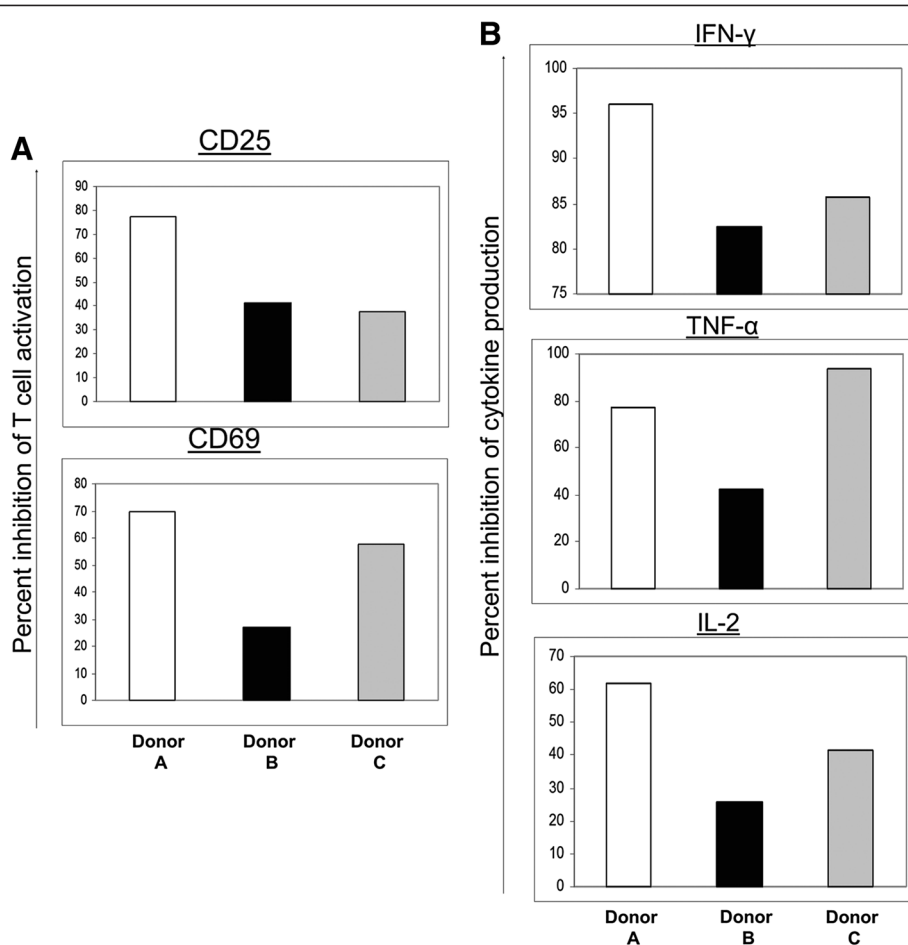 A
Percent inhibition of T cell activation
CD25
90
80
70
60
50
40
30
20
10
0
CD69
80
70
60
50
40
30
20
10
0
Donor A
Donor B
Donor C
B
Percent inhibition of cytokine production
IFN-γ
100
95
90
85
80
75
TNF-α
100
80
60
40
20
0
IL-2
70
60
50
40
30
20
10
0
Donor A
Donor B
Donor C